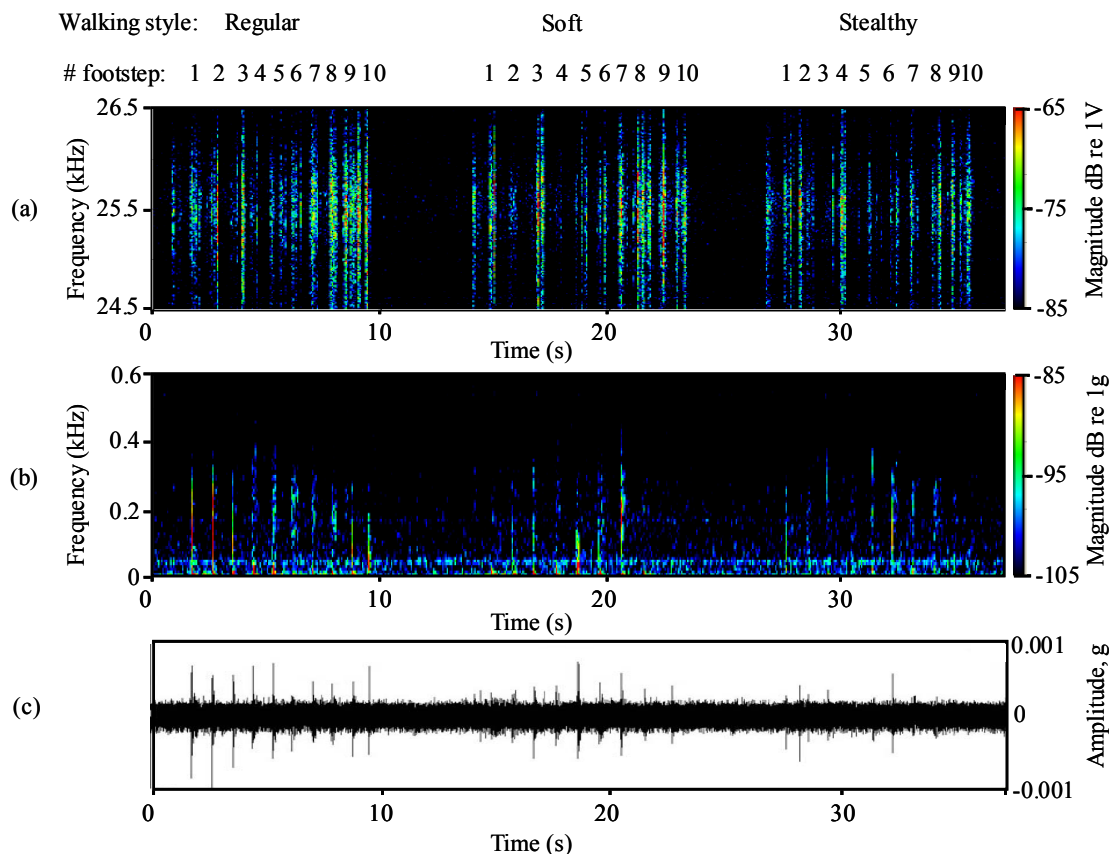 Walking style: Regular Soft Stealthy
# footstep: 1 2 3 4 5 6 7 8 9 10 1 2 3 4 5 6 7 8 9 10 1 2 3 4 5 6 7 8 9 10
(a)
Frequency (kHz)
26.5
25.5
24.5
0 10 20 30
Time (s)
-65
-75
-85
Magnitude dB re 1V
(b)
Frequency (kHz)
0.6
0.4
0.2
0
0 10 20 30
Time (s)
-85
-95
-105
Magnitude dB re 1g
(c)
0.001
0
-0.001
Amplitude, g
0 10 20 30
Time (s)